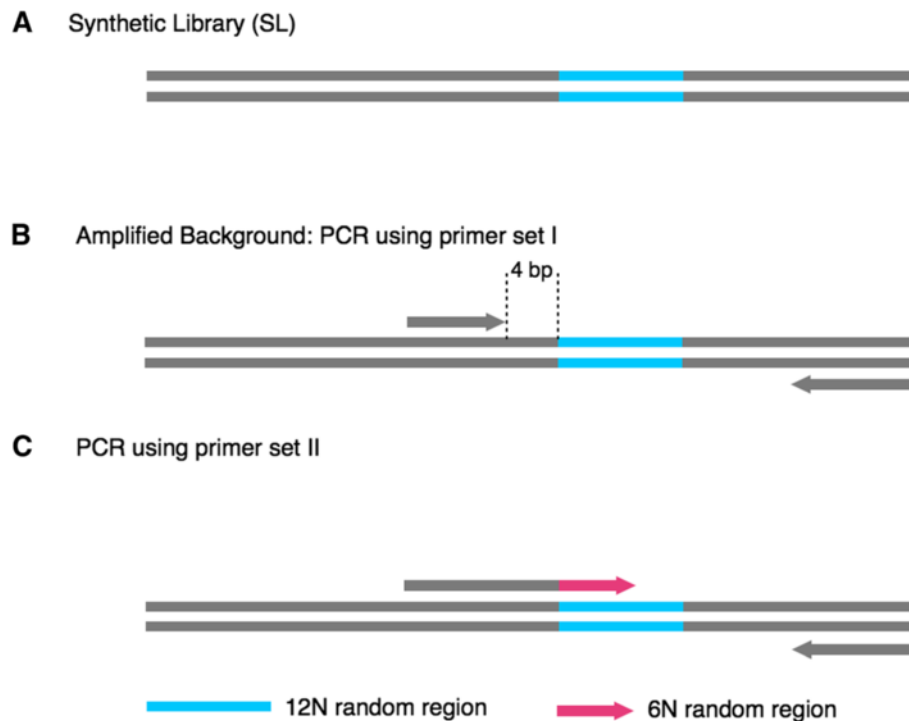 A Synthetic Library (SL)
B Amplified Background: PCR using primer set I
4 bp
C PCR using primer set II
12N random region 6N random region